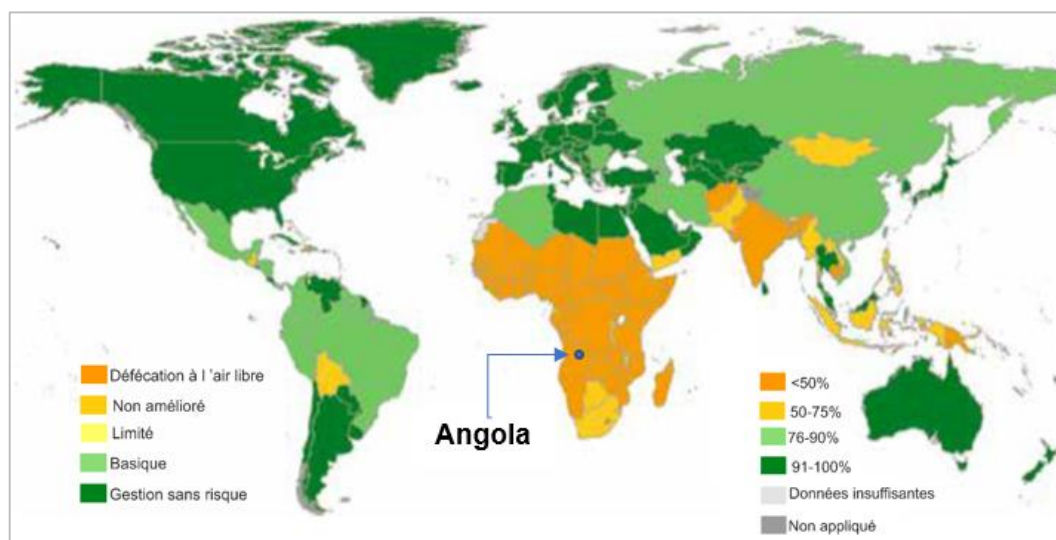 Défécation à l 'air libre
Non amélioré
Limité
Basique
Gestion sans risque
Angola
<50%
50-75%
76-90%
91-100%
Données insuffisantes
Non appliqué